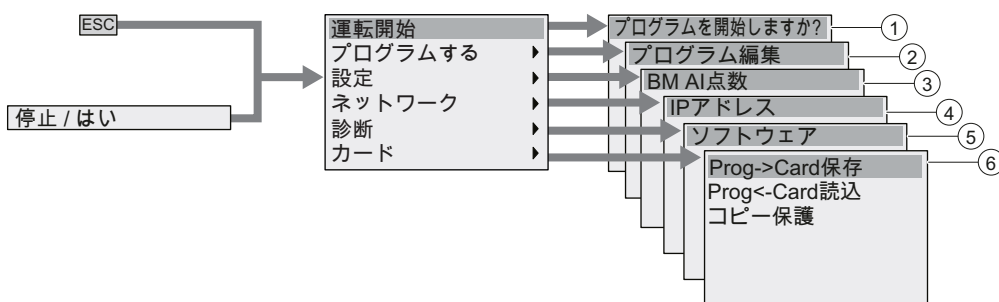 ESC
停止 / はい
運転開始
プログラムする
設定
ネットワーク
診断
カード
プログラムを開始しますか?
①
プログラム編集
②
BM AI点数
③
IPアドレス
④
ソフトウェア
⑤
Prog->Card保存
⑥
Prog<-Card読込
コピー保護